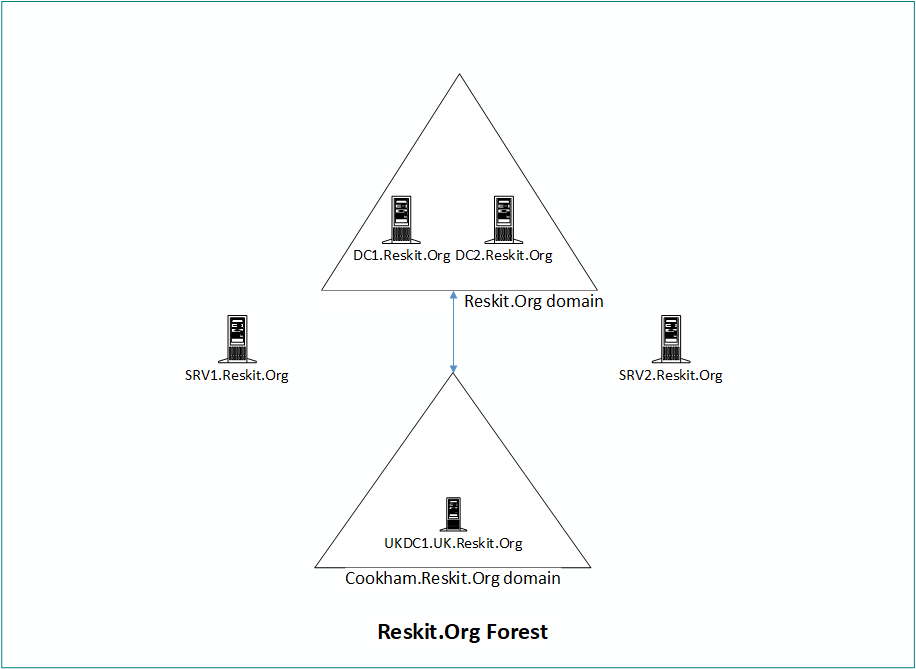 DC1.Reskit.Org DC2.Reskit.Org
Reskit.Org domain
SRV1.Reskit.Org
SRV2.Reskit.Org
UKDC1.UK.Reskit.Org
Cookham.Reskit.Org domain
Reskit.Org Forest